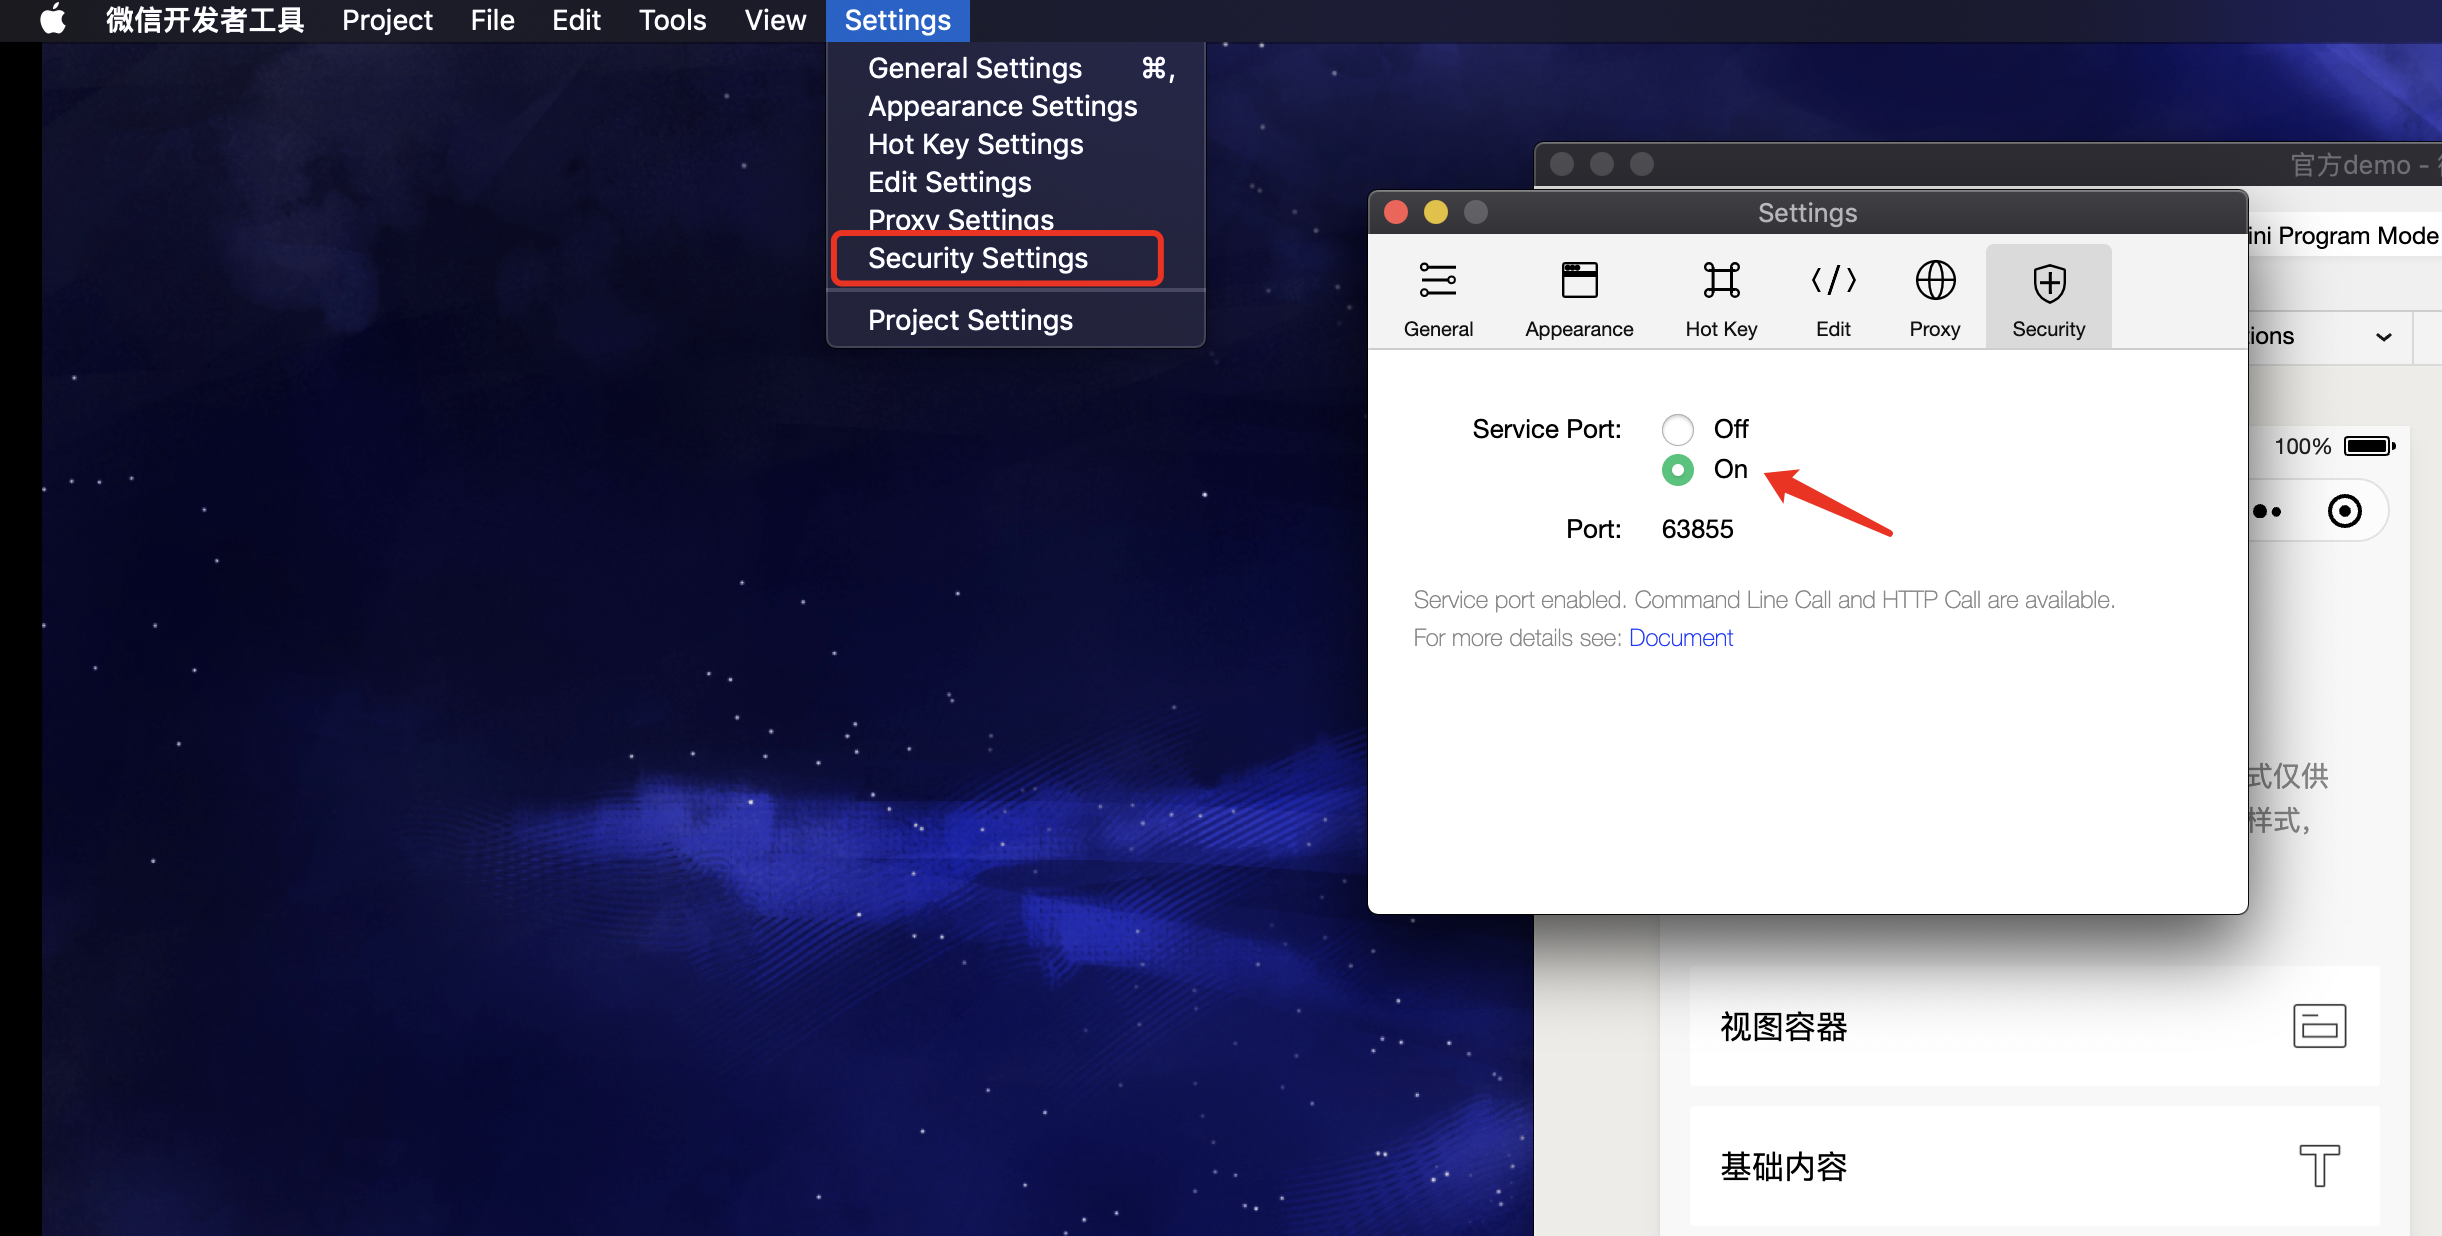 微信开发者工具 Project File Edit Tools View Settings
General Settings ⌘,
Appearance Settings
Hot Key Settings
Edit Settings
Proxy Settings
Security Settings
Project Settings
官方demo -
Settings
ini Program Mode
General Appearance Hot Key Edit Proxy Security
ions
Service Port: Off
On
Port: 63855
Service port enabled. Command Line Call and HTTP Call are available.
For more details see: Document
100%
式仅供
样式，
视图容器
基础内容